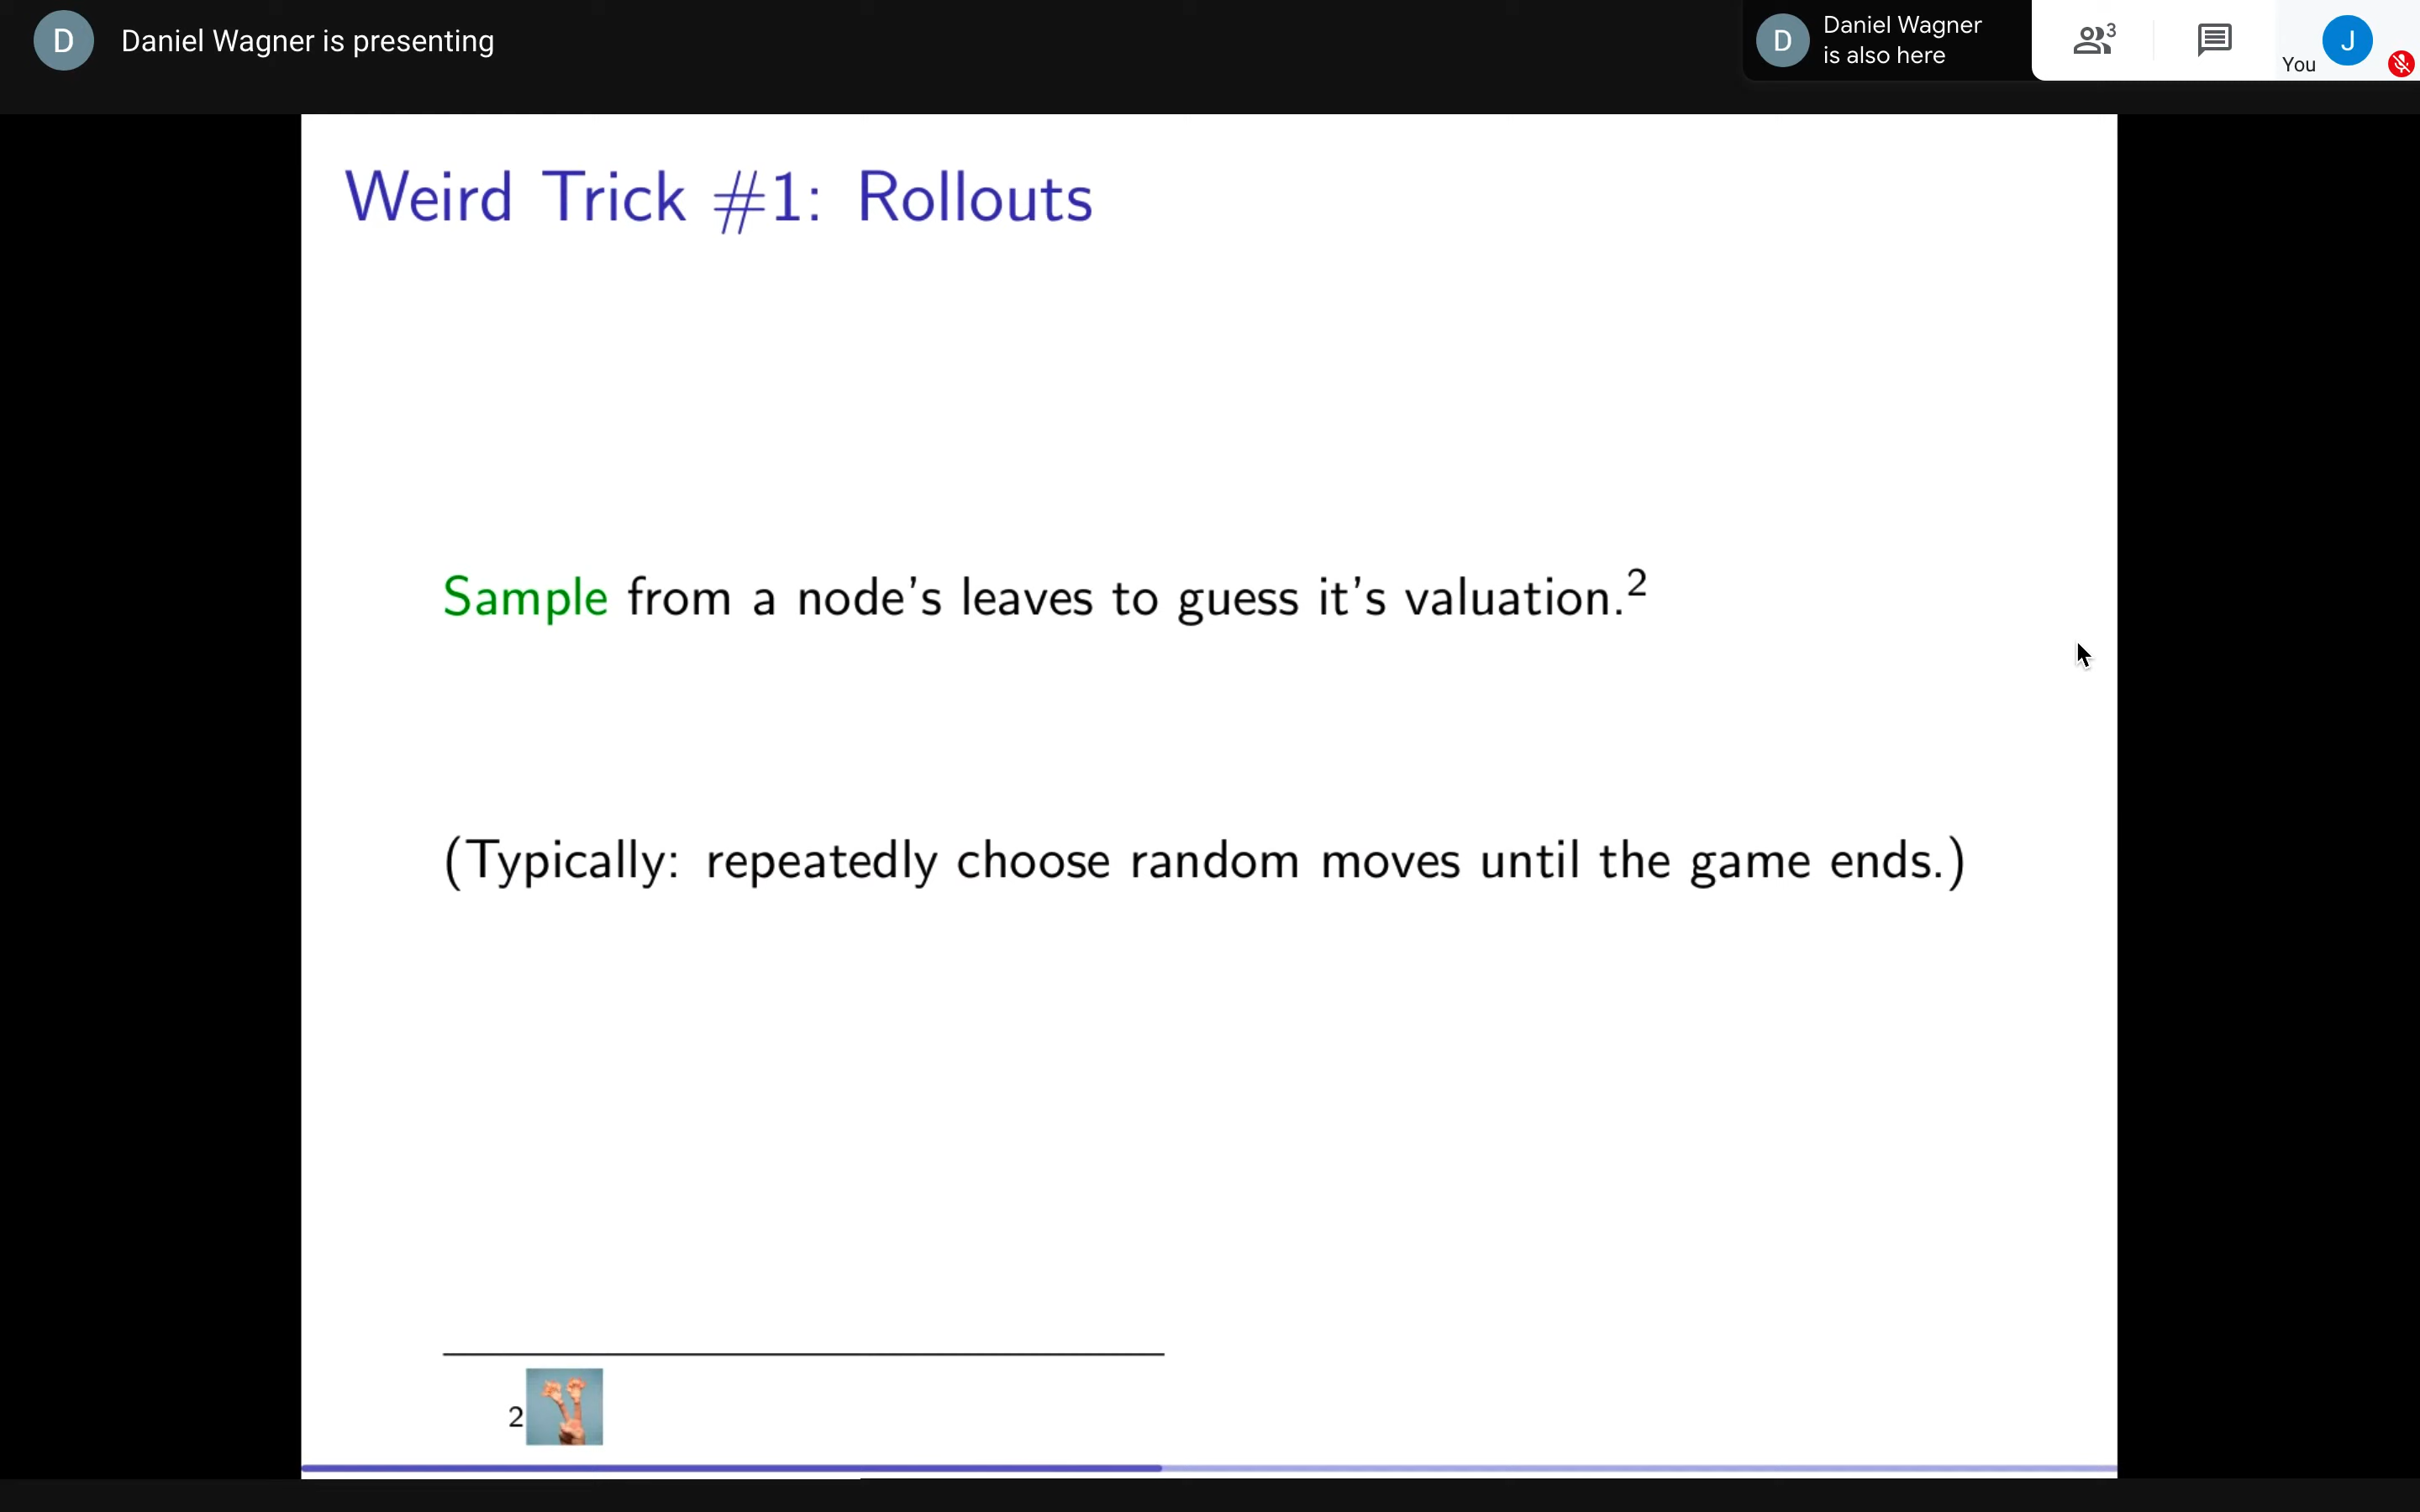 D Daniel Wagner is presenting
D Daniel Wagner
is also here
3
You J
Weird Trick #1: Rollouts
Sample from a node's leaves to guess it's valuation.2
(Typically: repeatedly choose random moves until the game ends.)
2